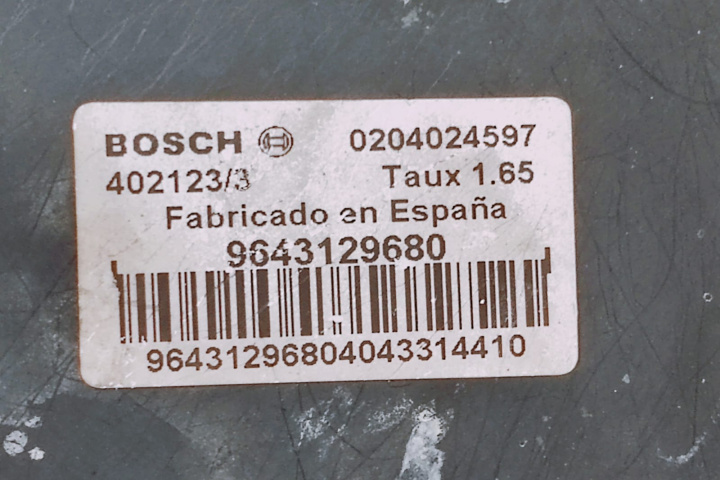 BOSCH 0204024597
402123/3 Taux 1.65
Fabricado en España
9643129680
96431296804043314410